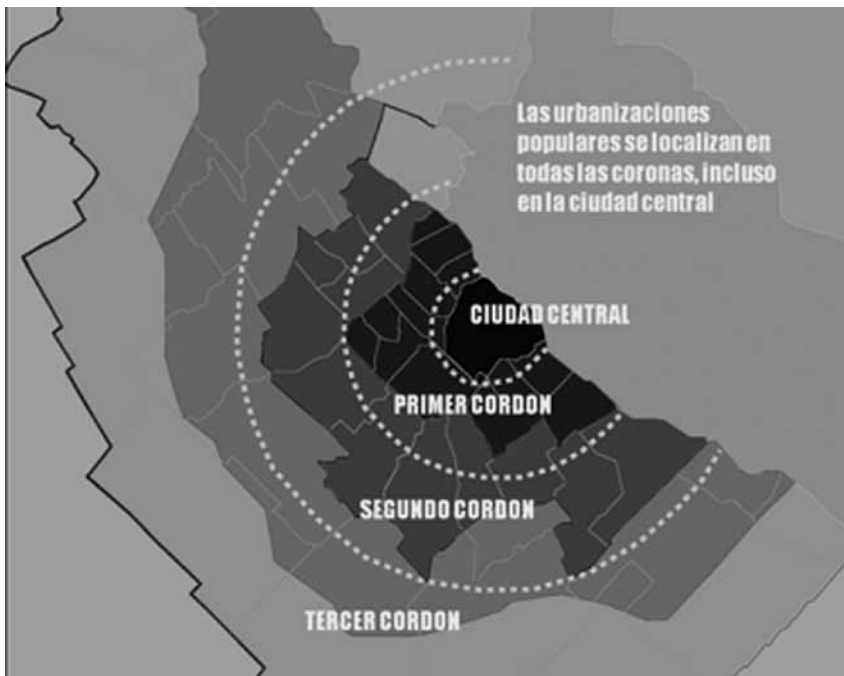 Las urbanizaciones
populares se localizan en
todas las coronas, incluso
en la ciudad central
CIUDAD CENTRAL
PRIMER CORDON
SEGUNDO CORDON
TERCER CORDON